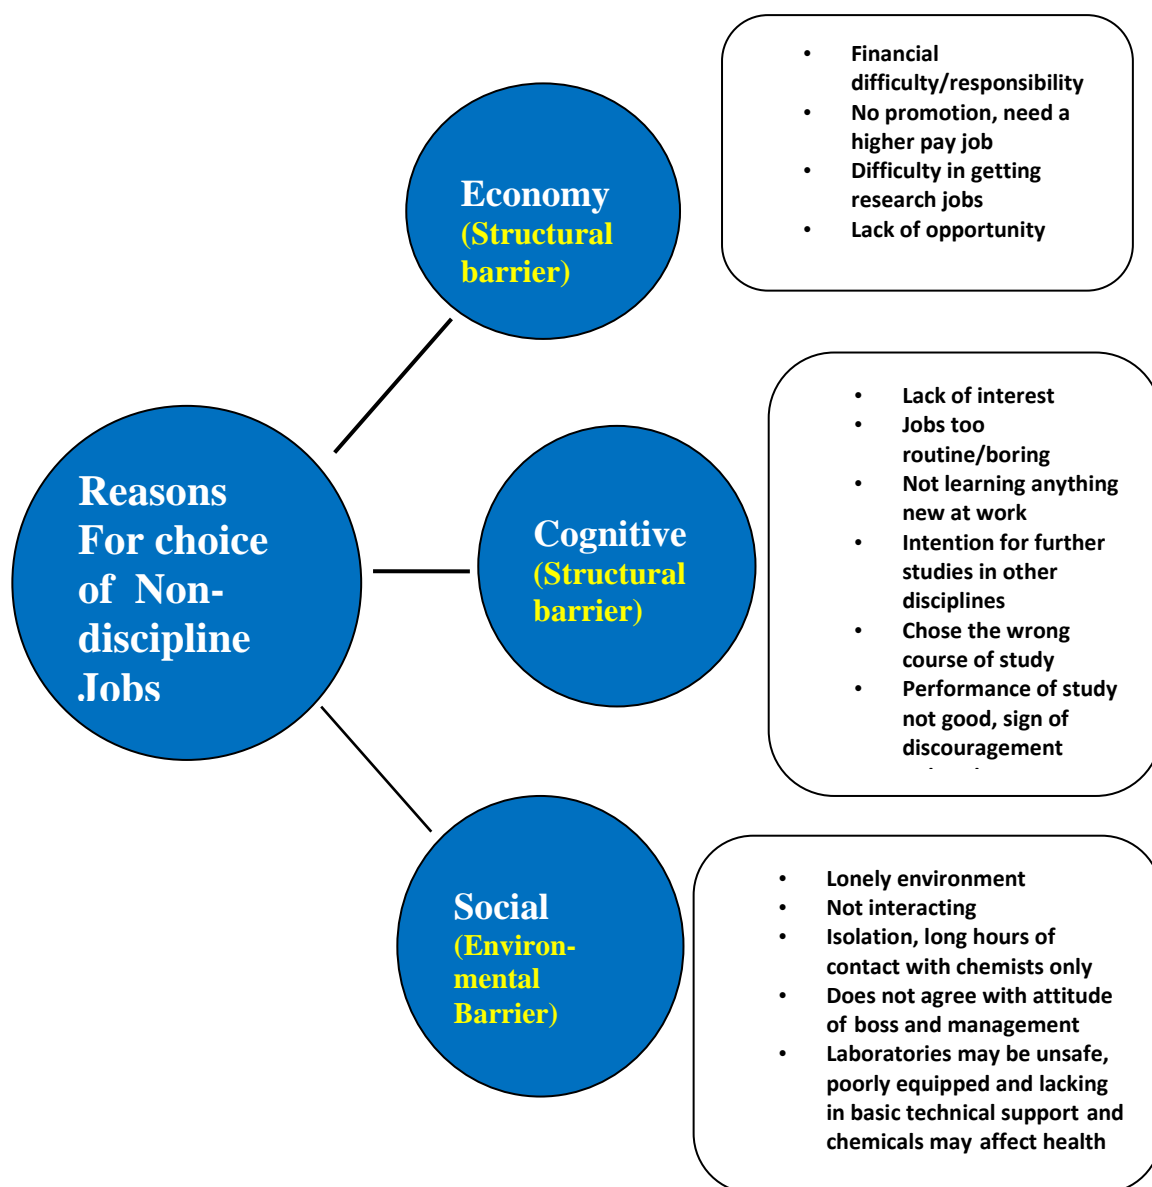 Reasons
For choice
of Non-
discipline
Jobs
Economy
(Structural
barrier)
• Financial
difficulty/responsibility
• No promotion, need a
higher pay job
• Difficulty in getting
research jobs
• Lack of opportunity
Cognitive
(Structural
barrier)
• Lack of interest
• Jobs too
routine/boring
• Not learning anything
new at work
• Intention for further
studies in other
disciplines
• Chose the wrong
course of study
• Performance of study
not good, sign of
discouragement
Social
(Environ-
mental
Barrier)
• Lonely environment
• Not interacting
• Isolation, long hours of
contact with chemists only
• Does not agree with attitude
of boss and management
• Laboratories may be unsafe,
poorly equipped and lacking
in basic technical support and
chemicals may affect health